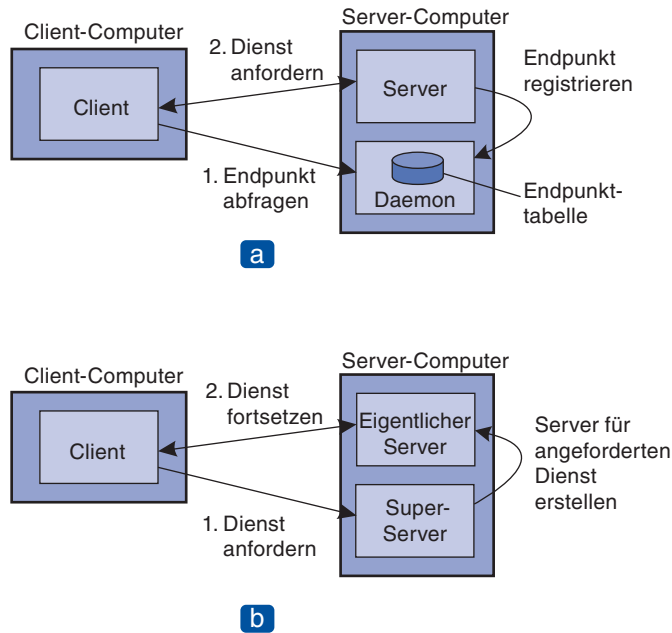 Client-Computer
Server-Computer
2. Dienst
anfordern
Client
Server
Endpunkt
registrieren
1. Endpunkt
abfragen
Daemon
Endpunkt-
tabelle
a
Client-Computer
Server-Computer
2. Dienst
fortsetzen
Client
Eigentlicher
Server
Server für
angeforderten
Dienst
erstellen
1. Dienst
anfordern
Super-
Server
b